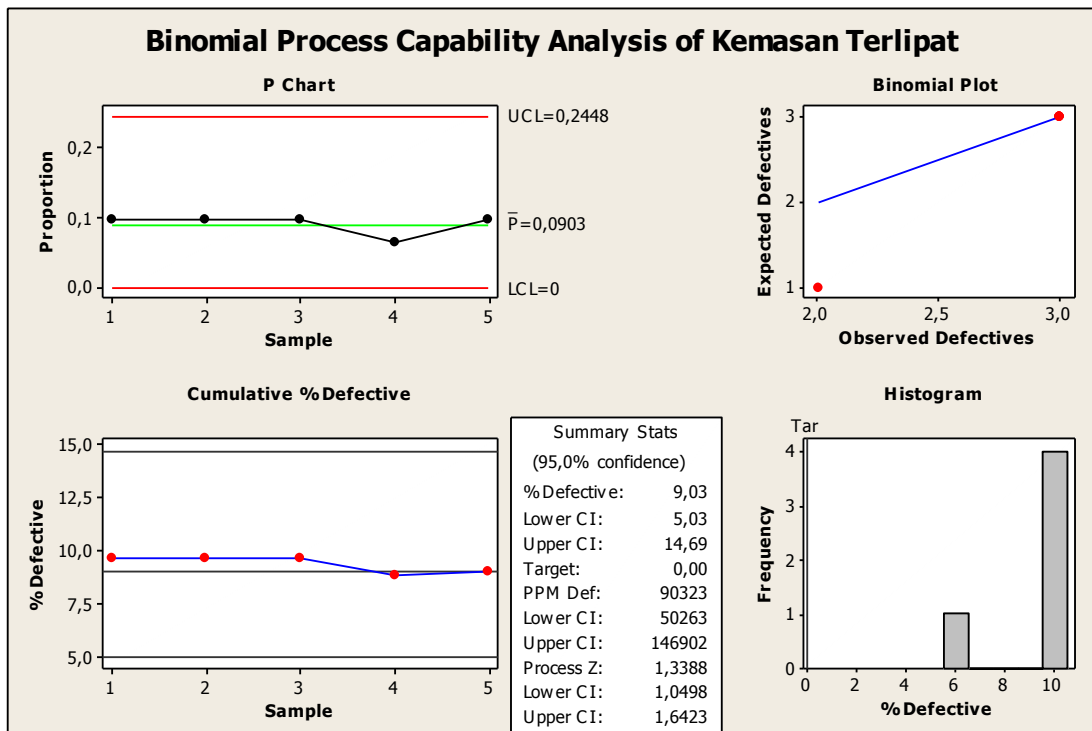 Binomial Process Capability Analysis of Kemasan Terlipat
P Chart
Proportion
0,2
0,1
0,0
1 2 3 4 5
Sample
UCL=0,2448
P̅=0,0903
LCL=0
Binomial Plot
Expected Defectives
3
2
1
2,0 2,5 3,0
Observed Defectives
Cumulative %Defective
%Defective
15,0
12,5
10,0
7,5
5,0
1 2 3 4 5
Sample
Summary Stats
(95,0% confidence)
%Defective: 9,03
Lower CI: 5,03
Upper CI: 14,69
Target: 0,00
PPM Def: 90323
Lower CI: 50263
Upper CI: 146902
Process Z: 1,3388
Lower CI: 1,0498
Upper CI: 1,6423
Histogram
Tar
Frequency
4
3
2
1
0
0 2 4 6 8 10
%Defective